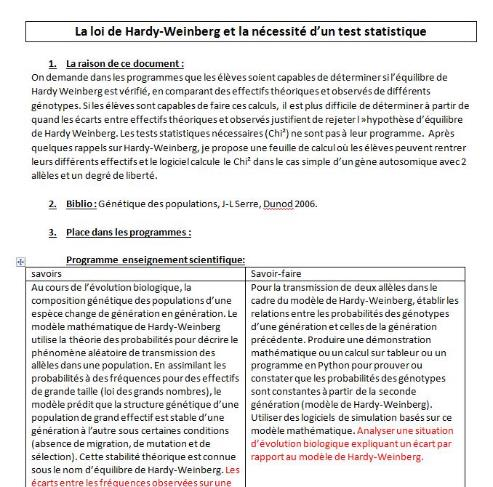 La loi de Hardy-Weinberg et la nécessité d'un test statistique
1. La raison de ce document :
On demande dans les programmes que les élèves soient capables de déterminer si l'équilibre de
Hardy Weinberg est vérifié, en comparant des effectifs théoriques et observés de différents
génotypes. Si les élèves sont capables de faire ces calculs, il est plus difficile de déterminer à partir de
quand les écarts entre effectifs théoriques et observés justifient de rejeter l »hypothèse d'équilibre
de Hardy Weinberg. Les tests statistiques nécessaires (Chi²) ne sont pas à leur programme. Après
quelques rappels sur Hardy-Weinberg, je propose une feuille de calcul où les élèves peuvent rentrer
leurs différents effectifs et le logiciel calcule le Chi² dans le cas simple d'un gène autosomique avec 2
allèles et un degré de liberté.
2. Biblio : Génétique des populations, J-L Serre, Dunod 2006.
3. Place dans les programmes :
Programme enseignement scientifique:
savoirs
Au cours de l'évolution biologique, la
composition génétique des populations d'une
espèce change de génération en génération. Le
modèle mathématique de Hardy-Weinberg
utilise la théorie des probabilités pour décrire le
phénomène aléatoire de transmission des
allèles dans une population. En assimilant les
probabilités à des fréquences pour des effectifs
de grande taille (loi des grands nombres), le
modèle prédit que la structure génétique d'une
population de grand effectif est stable d'une
génération à l'autre sous certaines conditions
(absence de migration, de mutation et de
sélection). Cette stabilité théorique est connue
sous le nom d'équilibre de Hardy-Weinberg. Les
écarts entre les fréquences observées sur une
Savoir-faire
Pour la transmission de deux allèles dans le
cadre du modèle de Hardy-Weinberg, établir les
relations entre les probabilités des génotypes
d'une génération et celles de la génération
précédente. Produire une démonstration
mathématique ou un calcul sur tableur ou un
programme en Python pour prouver ou
constater que les probabilités des génotypes
sont constantes à partir de la seconde
génération (modèle de Hardy-Weinberg).
Utiliser des logiciels de simulation basés sur ce
modèle mathématique. Analyser une situation
d'évolution biologique expliquant un écart par
rapport au modèle de Hardy-Weinberg.